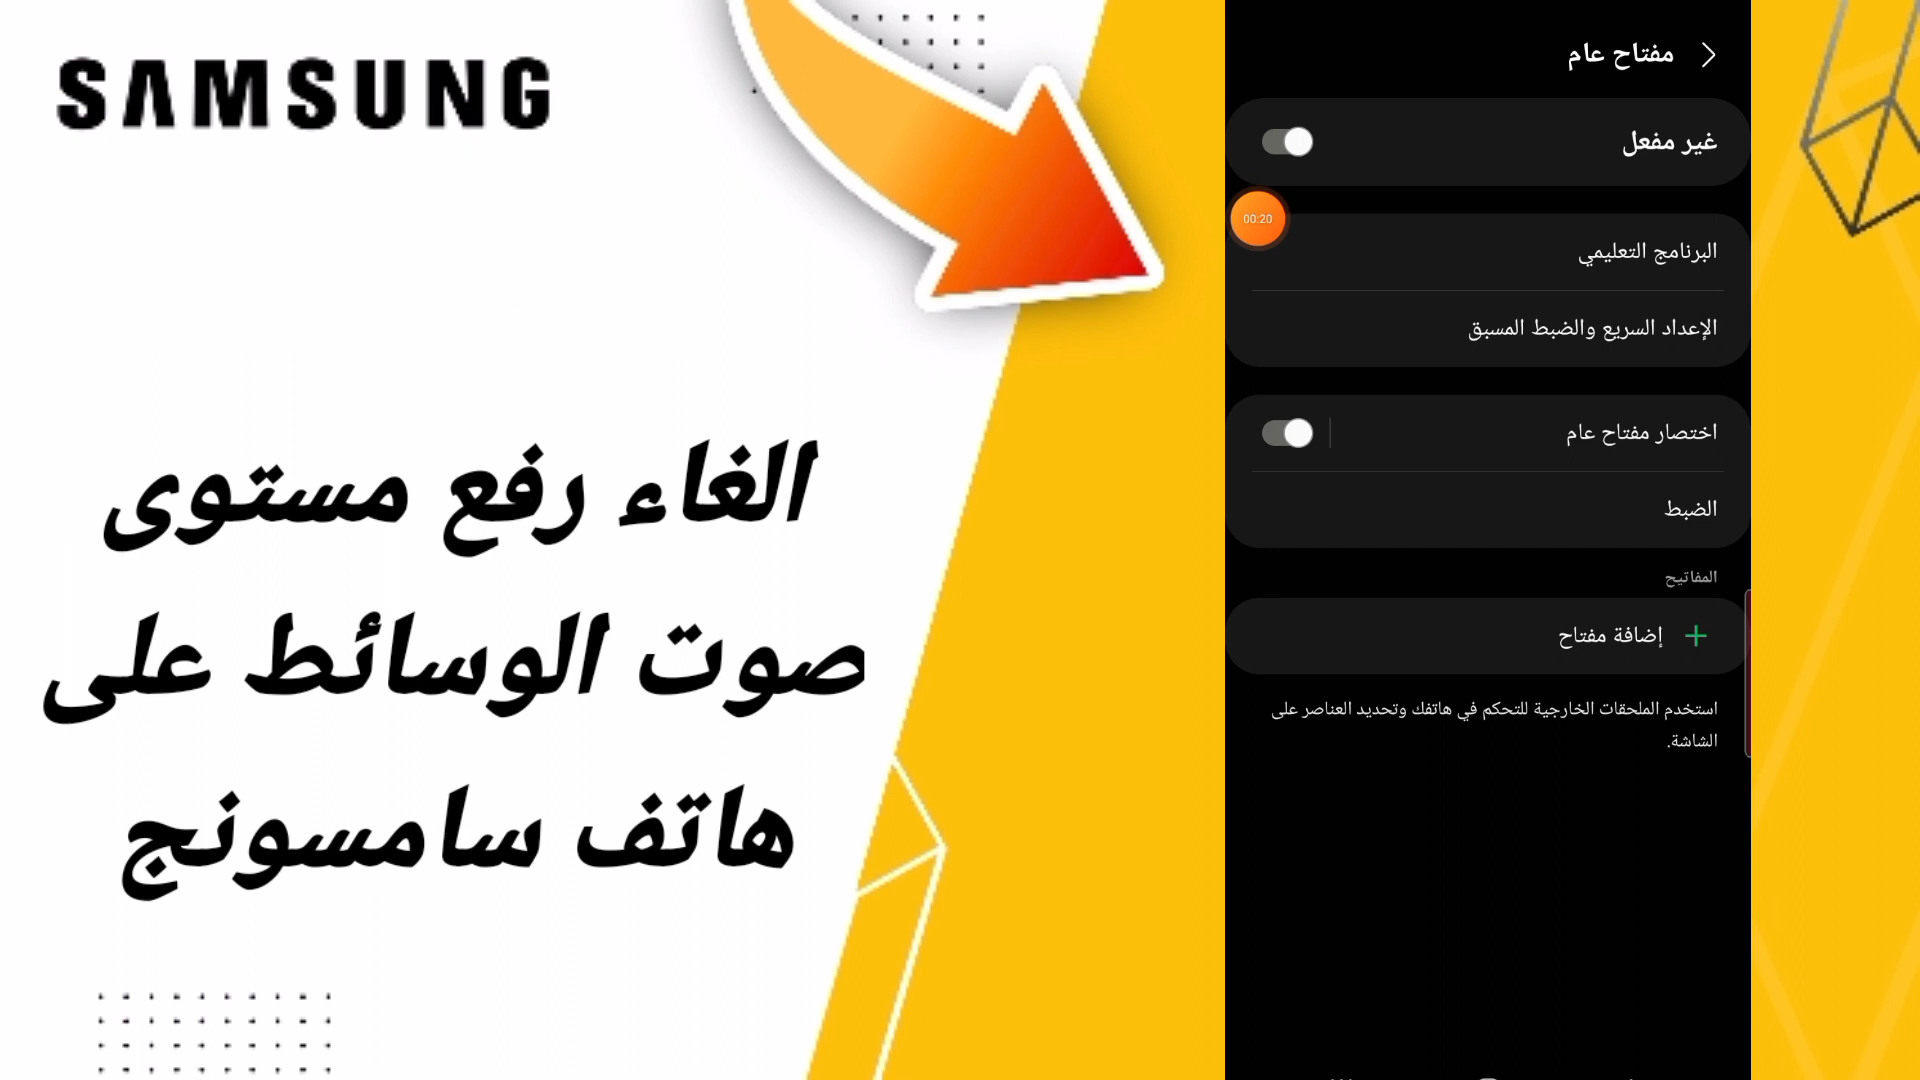 SAMSUNG
الغاء رفع مستوى
صوت الوسائط على
هاتف سامسونج
مفتاح عام
غير مفعل
00:20
البرنامج التعليمي
الإعداد السريع والضبط المسبق
اختصار مفتاح عام
الضبط
المفاتيح
إضافة مفتاح
استخدم الملحقات الخارجية للتحكم في هاتفك وتحديد العناصر على
الشاشة.